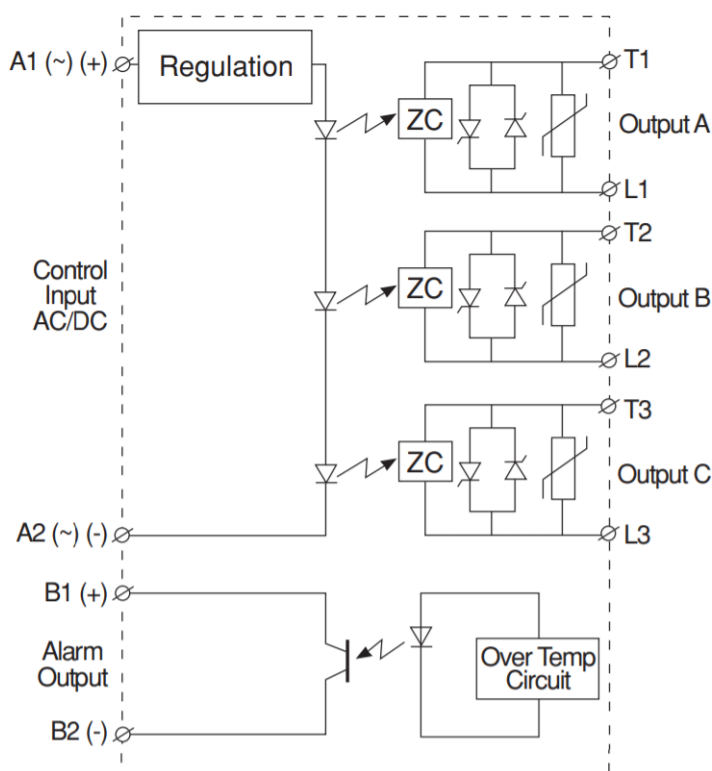 A1 (~) (+)
Regulation
T1
ZC
Output A
L1
T2
Control
Input
AC/DC
ZC
Output B
L2
T3
ZC
Output C
A2 (~) (-)
L3
B1 (+)
Alarm
Output
Over Temp
Circuit
B2 (-)